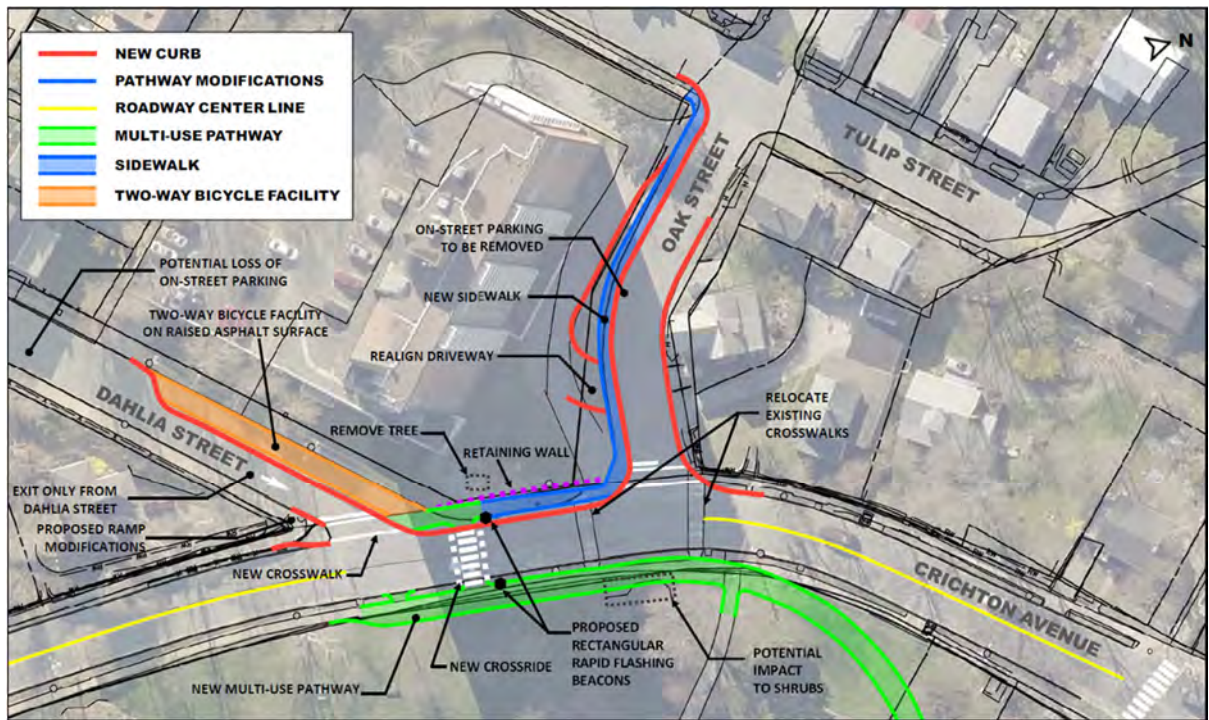 NEW CURB
PATHWAY MODIFICATIONS
ROADWAY CENTER LINE
MULTI-USE PATHWAY
SIDEWALK
TWO-WAY BICYCLE FACILITY
N
TULIP STREET
OAK STREET
ON-STREET PARKING
TO BE REMOVED
POTENTIAL LOSS OF
ON-STREET PARKING
NEW SIDEWALK
TWO-WAY BICYCLE FACILITY
ON RAISED ASPHALT SURFACE
REALIGN DRIVEWAY
DAHLIA STREET
RELOCATE
EXISTING
CROSSWALKS
REMOVE TREE
RETAINING WALL
EXIT ONLY FROM
DAHLIA STREET
PROPOSED RAMP
MODIFICATIONS
NEW CROSSWALK
CRICHTON AVENUE
PROPOSED
RECTANGULAR
RAPID FLASHING
BEACONS
POTENTIAL
IMPACT
TO SHRUBS
NEW CROSSRIDE
NEW MULTI-USE PATHWAY